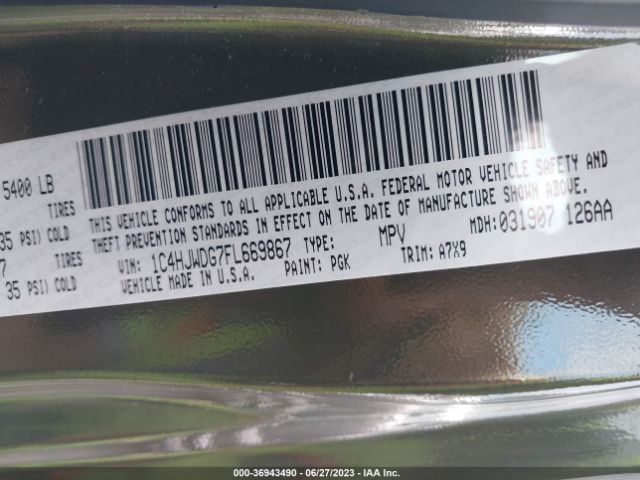 5400 LB
TIRES
35 PSI) COLD
7 TIRES
35 PSI) COLD
THIS VEHICLE CONFORMS TO ALL APPLICABLE U.S.A. FEDERAL MOTOR VEHICLE SAFETY AND
THEFT PREVENTION STANDARDS IN EFFECT ON THE DATE OF MANUFACTURE SHOWN ABOVE.
VIN: 1C4HJWDG7FL669867 TYPE: MPV MDH: 031907 126AA
VEHICLE MADE IN U.S.A. PAINT: PGK TRIM: A7X9
000-36943490 - 06/27/2023 - IAA Inc.